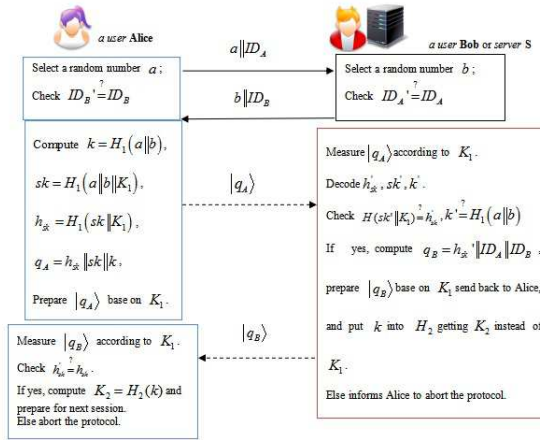 a user Alice
a user Bob or server S
a||ID_A
Select a random number a;
Check ID_B' ?= ID_B
Select a random number b;
Check ID_A' ?= ID_A
b||ID_B
Compute k = H_1(a||b),
sk = H_1(a||b||K_1),
h_sk = H_1(sk||K_1),
q_A = h_sk||sk||k,
Prepare |q_A⟩ base on K_1.
|q_A⟩
Measure |q_A⟩ according to K_1.
Decode h_sk', sk', k'.
Check H(sk'||K_1) ?= h_sk', k' ?= H_1(a||b)
If yes, compute q_B = h_sk'||ID_A||ID_B,
prepare |q_B⟩ base on K_1 send back to Alice,
and put k into H_2 getting K_2 instead of
K_1.
Else informs Alice to abort the protocol.
|q_B⟩
Measure |q_B⟩ according to K_1.
Check h_sk' ?= h_sk.
If yes, compute K_2 = H_2(k) and
prepare for next session.
Else abort the protocol.